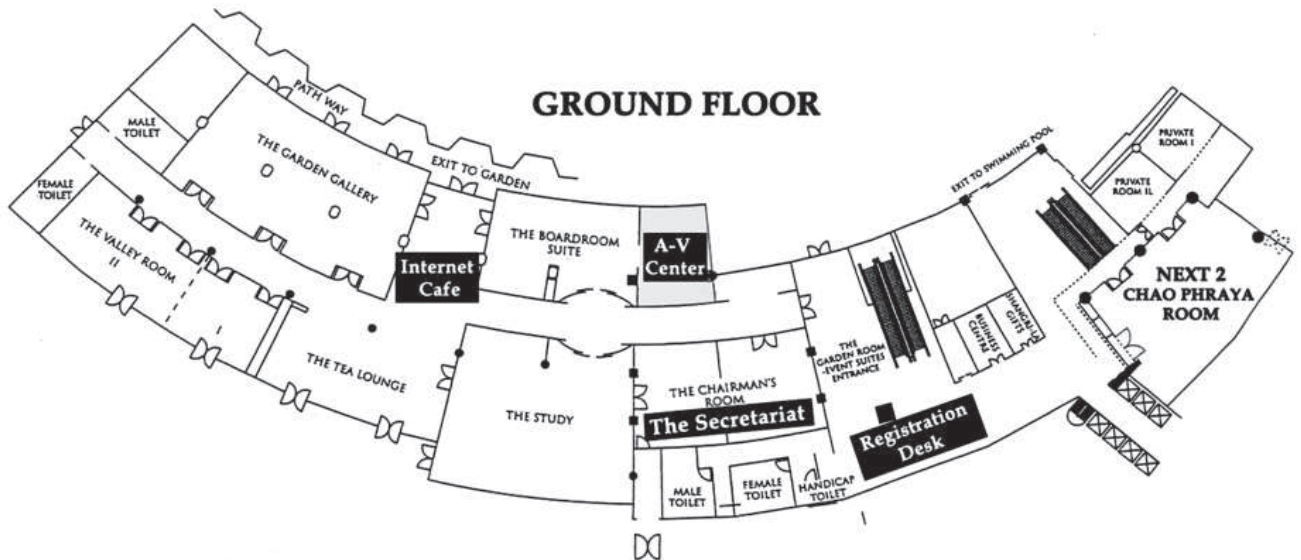 GROUND FLOOR
PATH WAY
EXIT TO GARDEN
EXIT TO SWIMMING POOL
PRIVATE
ROOM I
PRIVATE
ROOM II
MALE
TOILET
THE GARDEN GALLERY
FEMALE
TOILET
THE VALLEY ROOM
II
I
THE BOARDROOM
SUITE
A-V
Center
Internet
Cafe
NEXT 2
CHAO PHRAYA
ROOM
SHANGRI-LA
GIFTS
BUSINESS
CENTRE
THE
GARDEN ROOM
-EVENT SUITES
ENTRANCE
THE TEA LOUNGE
THE STUDY
THE CHAIRMAN'S
ROOM
The Secretariat
Registration
Desk
MALE
TOILET
FEMALE
TOILET
HANDICAP
TOILET